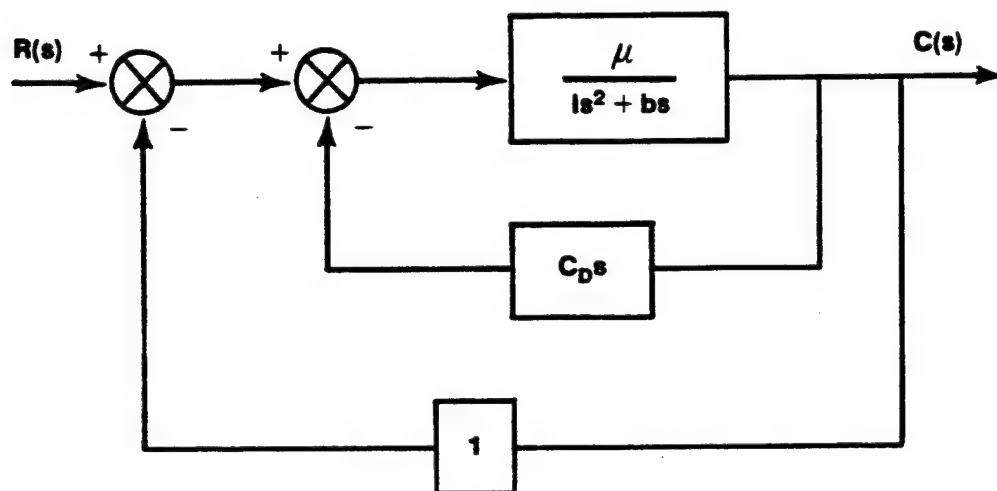 R(s)
+
−
+
−
μ
Is² + bs
C(s)
C_D s
1